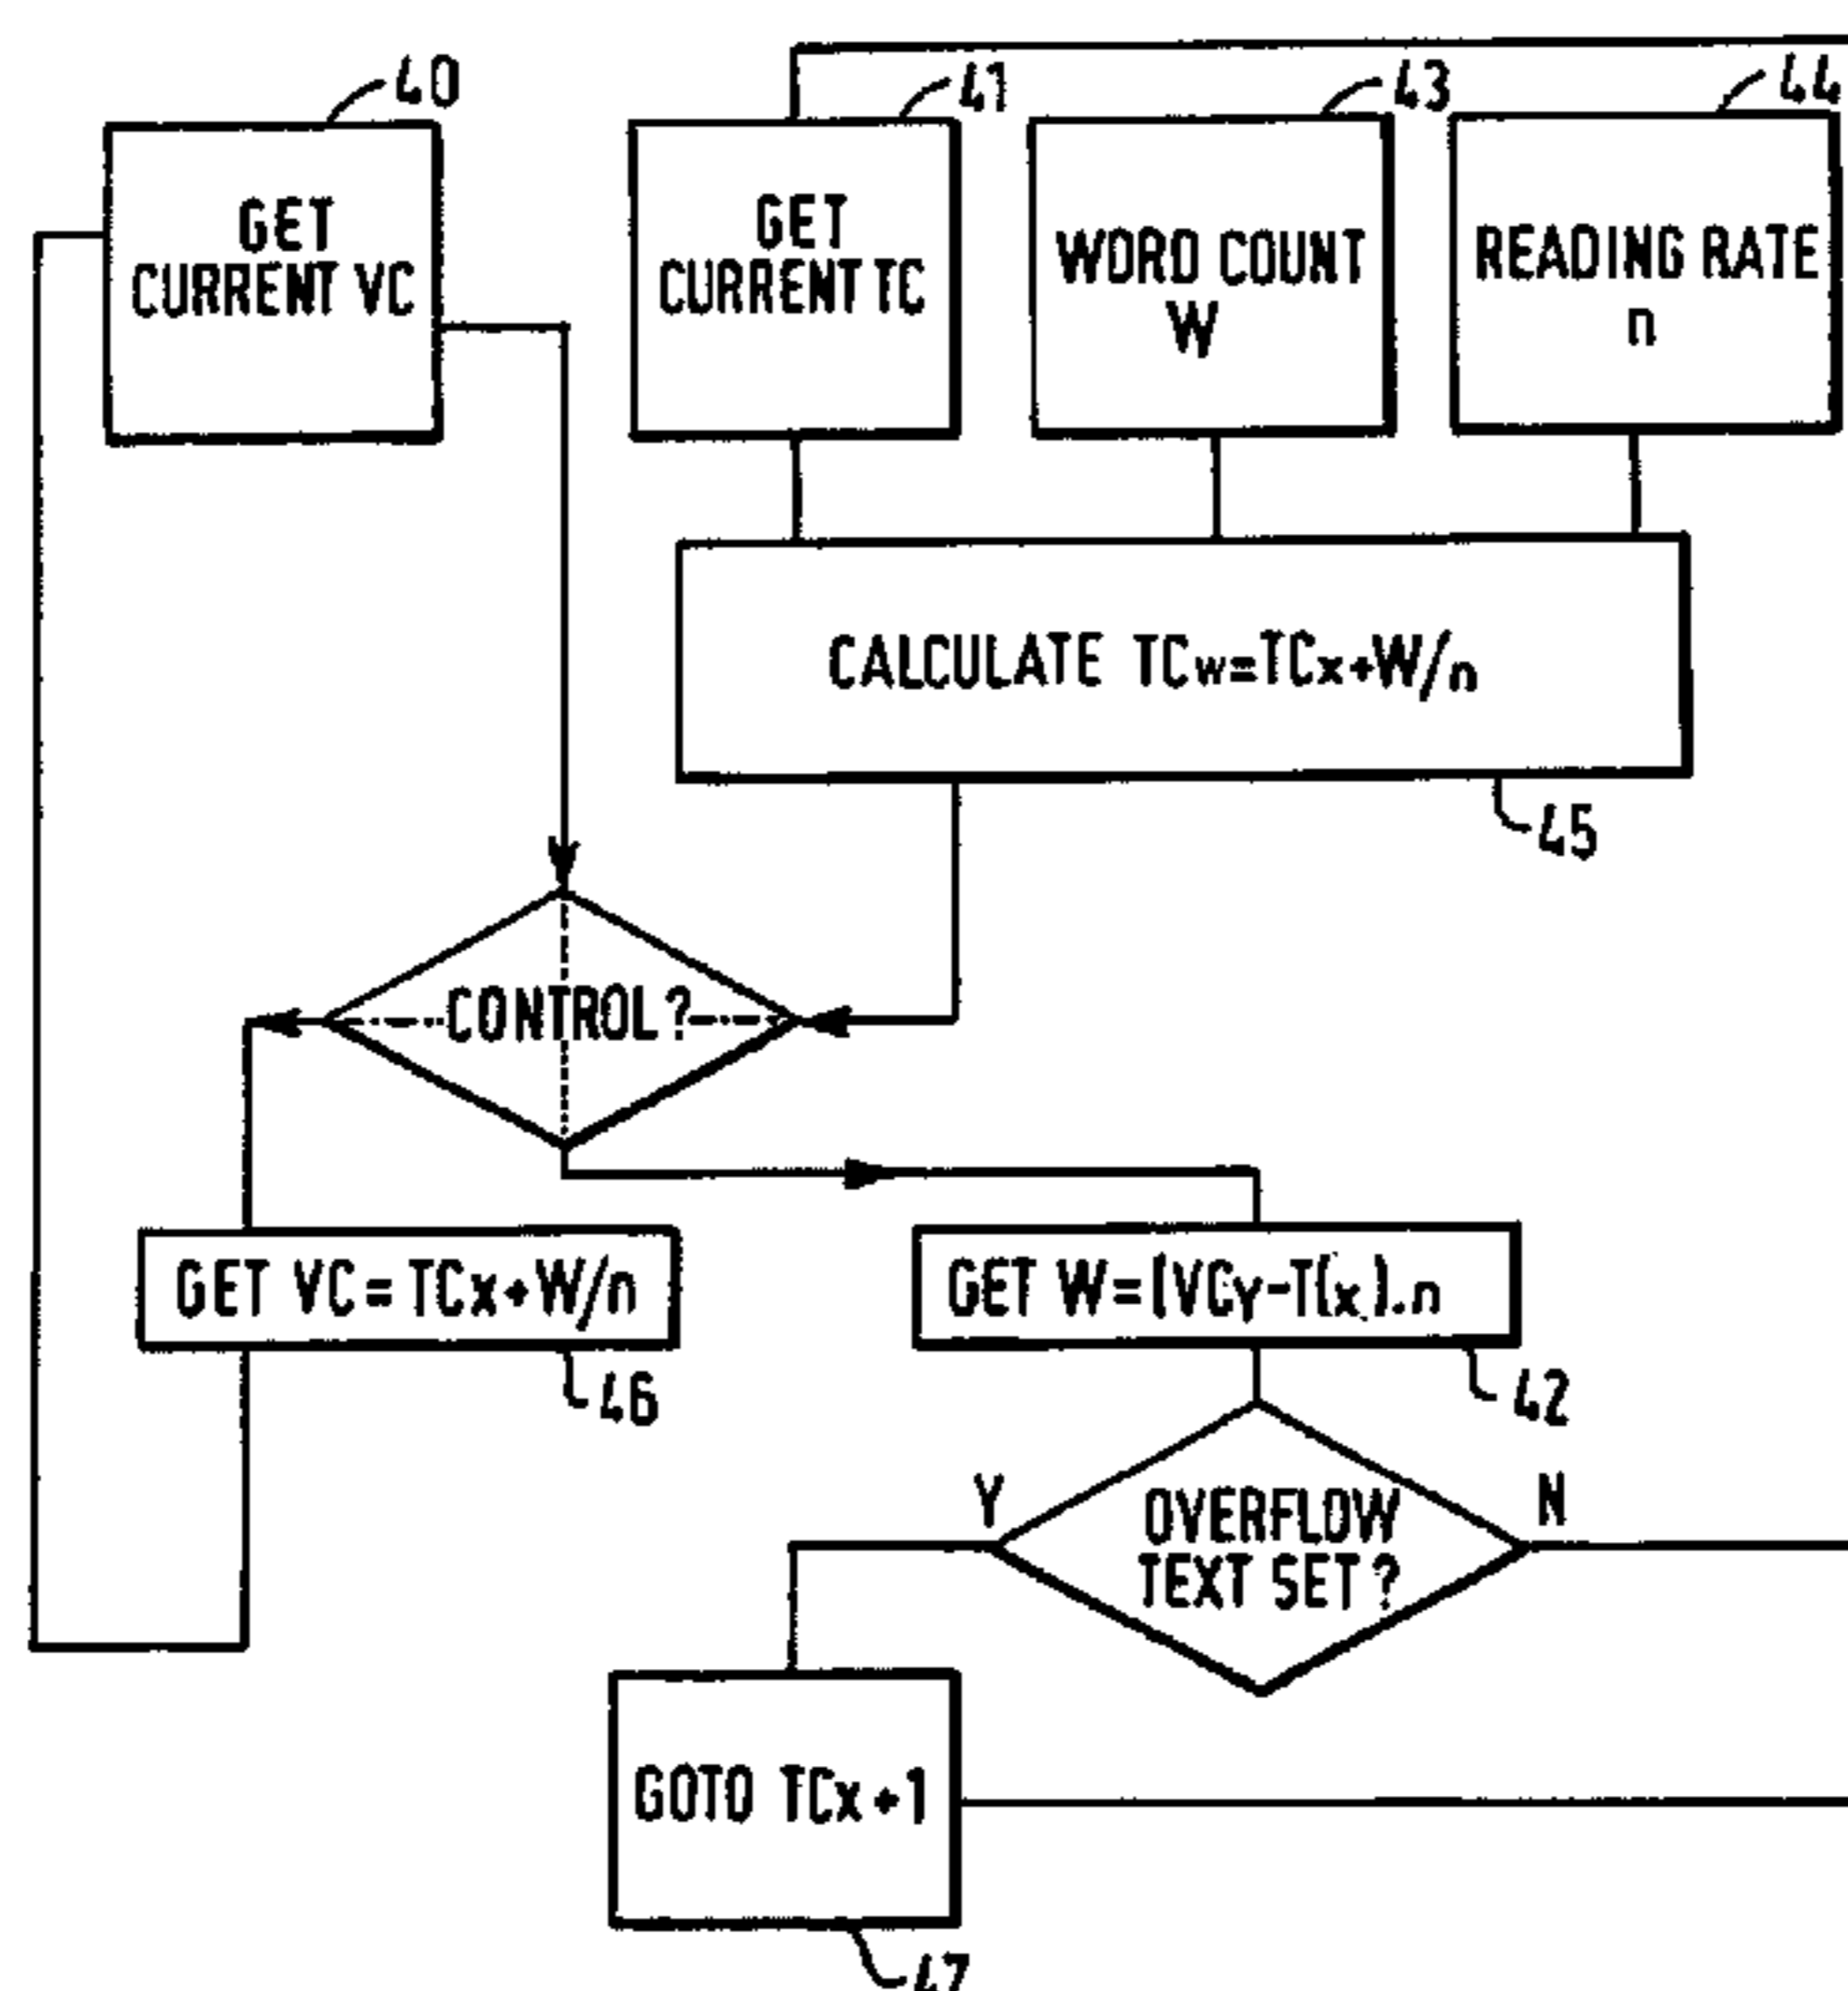 40
41
43
44
GET
CURRENT VC
GET
CURRENT TC
WORD COUNT
W
READING RATE
n
CALCULATE TCw=TCx+W/n
45
CONTROL?
GET VC=TCx+W/n
GET W=(VCy-T(x).n
46
42
Y
N
OVERFLOW
TEXT SET?
GOTO TCx+1
47